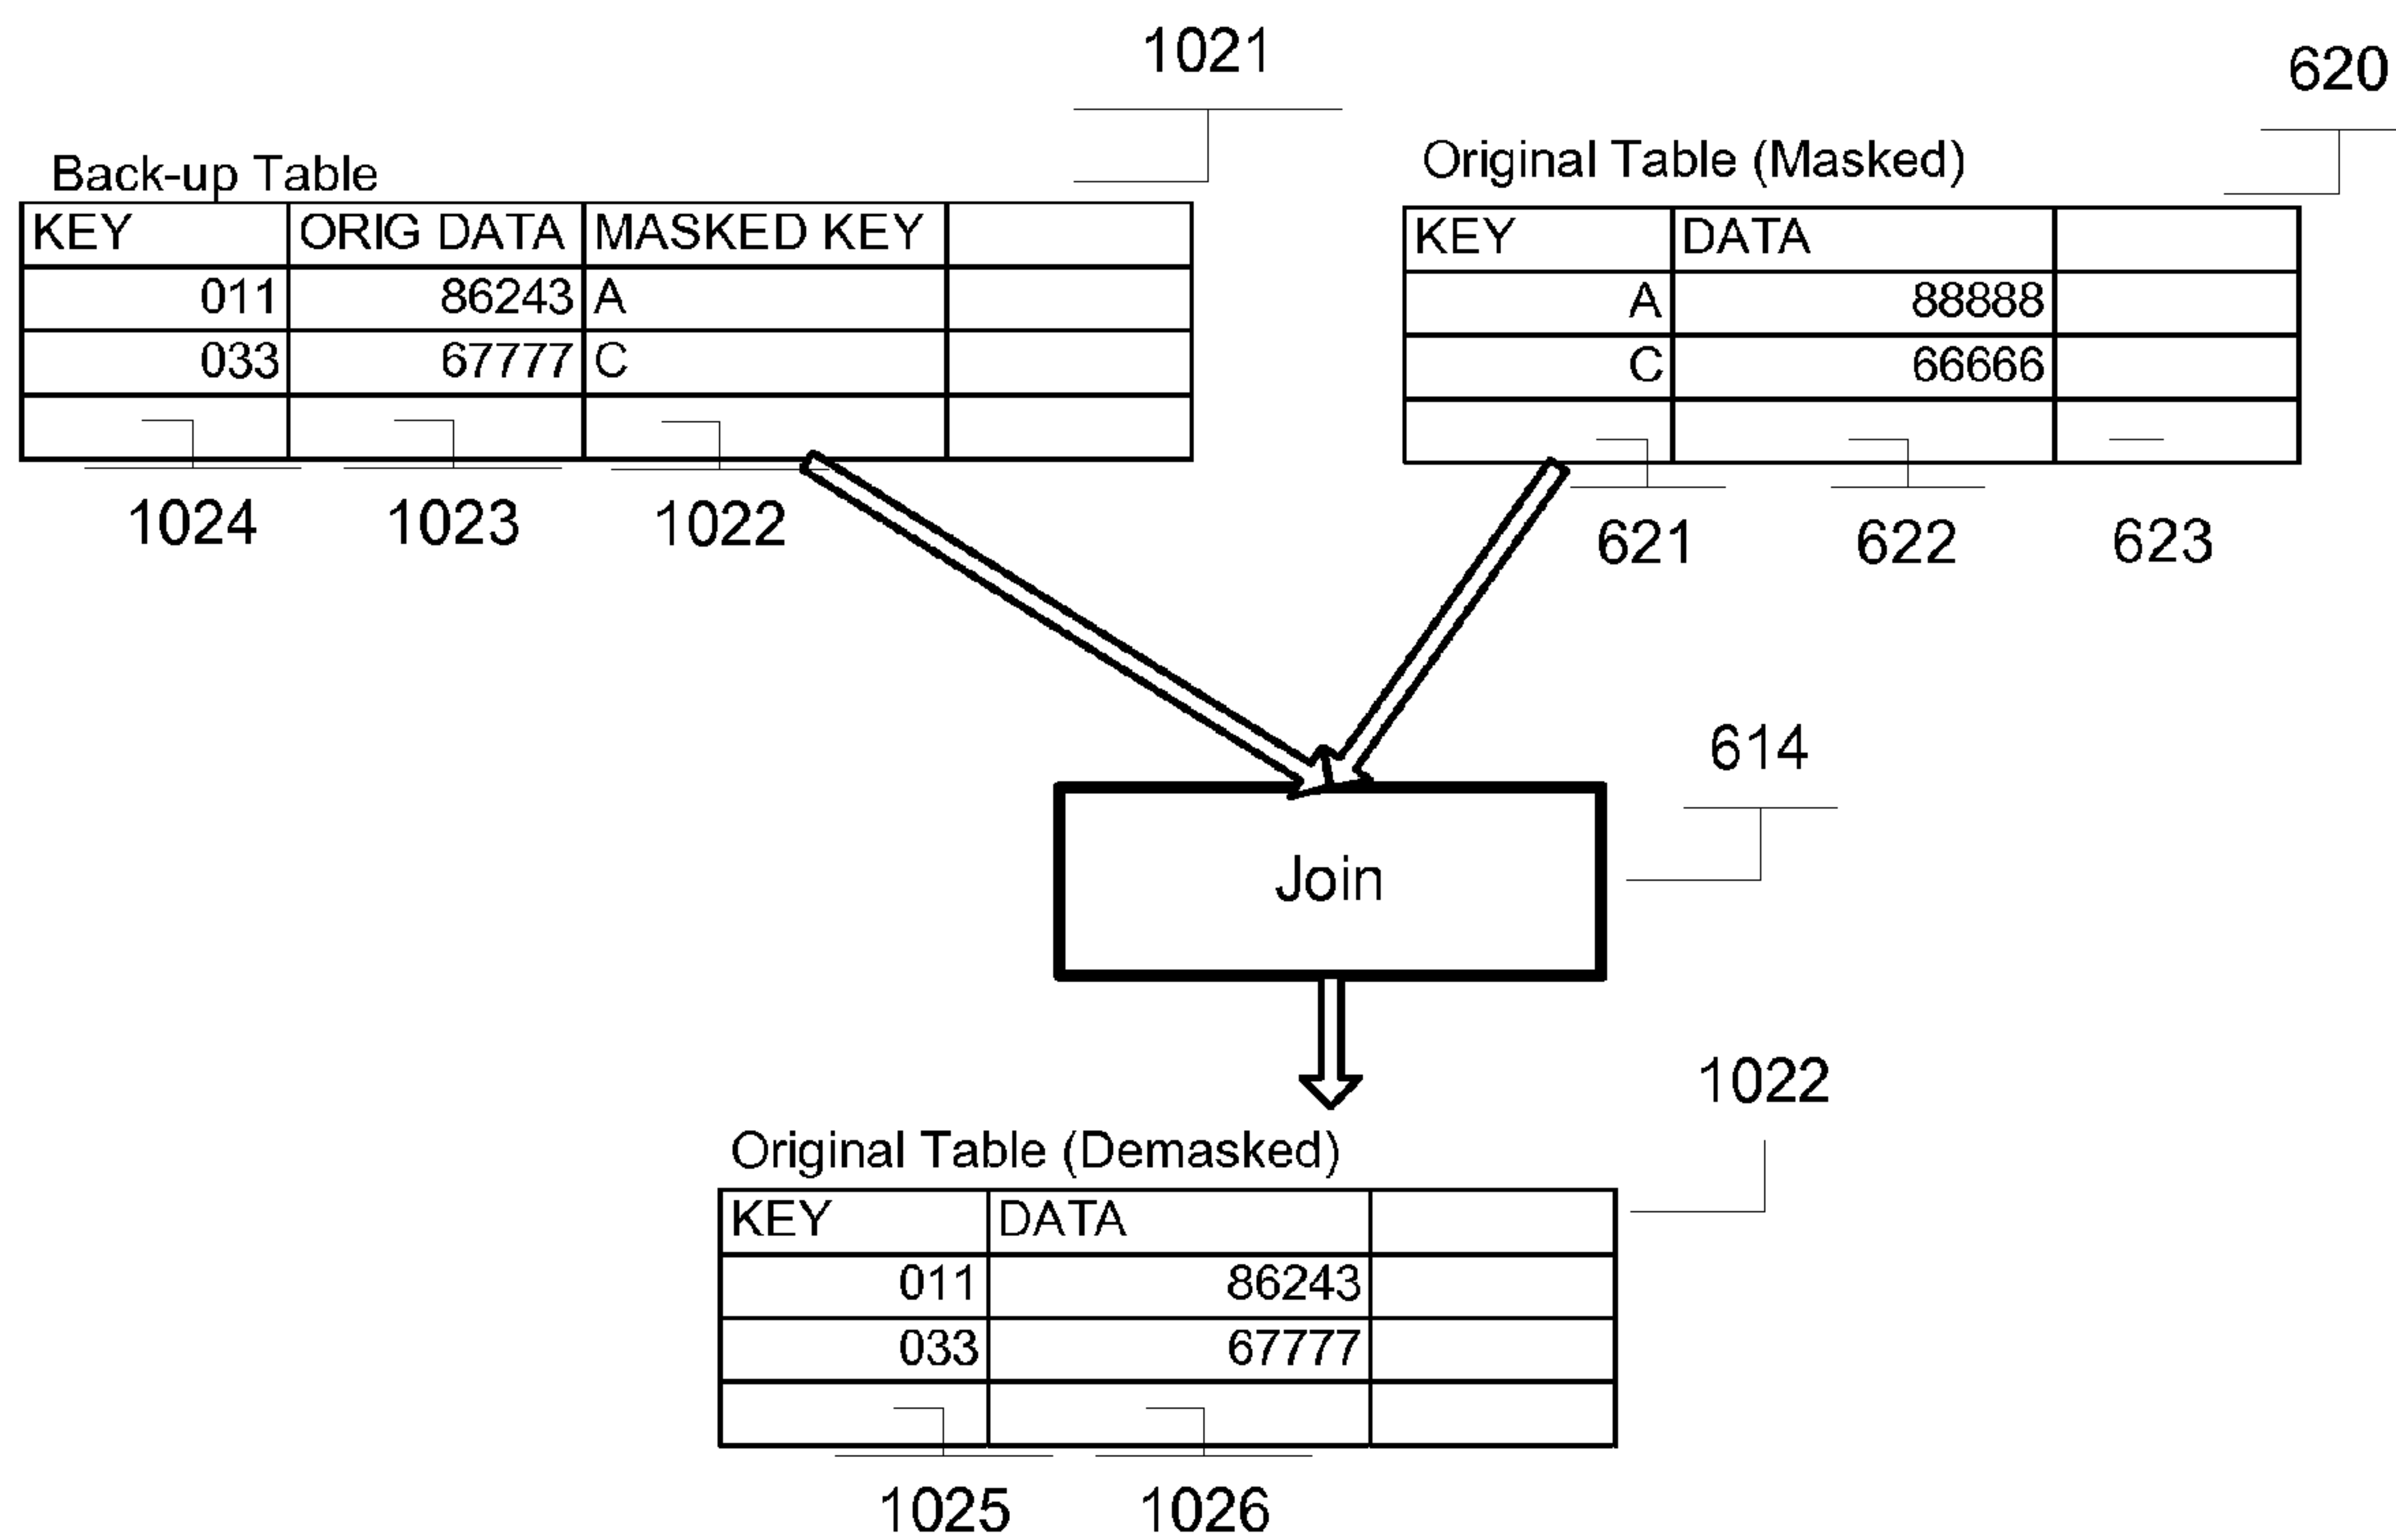 1021
620
Back-up Table
Original Table (Masked)
KEY ORIG DATA MASKED KEY
011 86243 A
033 67777 C
KEY DATA
A 88888
C 66666
1024 1023 1022
621 622 623
614
Join
1022
Original Table (Demasked)
KEY DATA
011 86243
033 67777
1025 1026